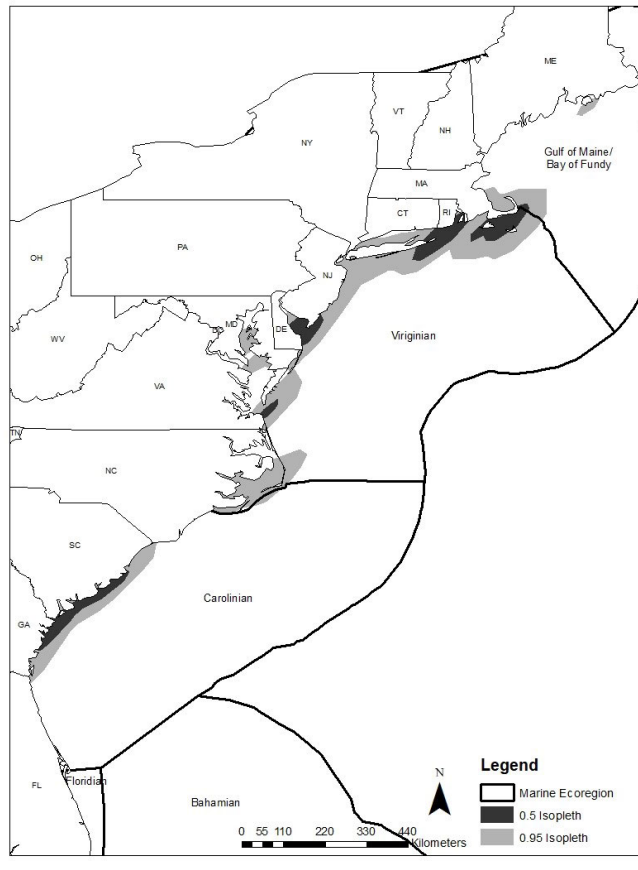 ME
VT
NH
NY
Gulf of Maine/
Bay of Fundy
MA
CT
RI
PA
OH
NJ
MD
DE
WV
Viriginian
VA
TN
NC
SC
Carolinian
GA
FL
Floridian
Bahamian
N
Legend
Marine Ecoregion
0.5 Isopleth
0.95 Isopleth
0 55 110 220 330 440
Kilometers